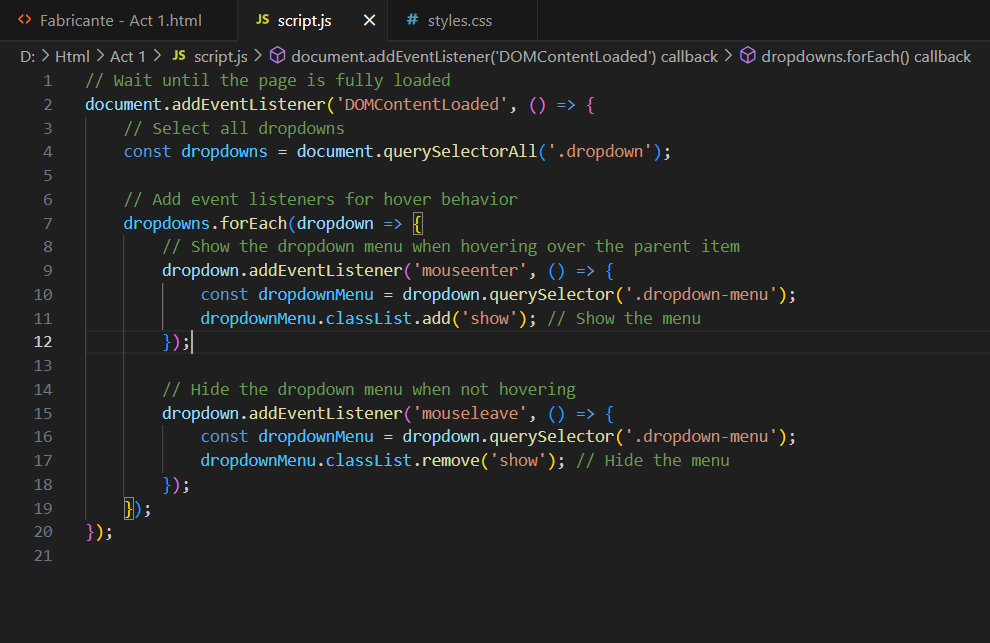 <> Fabricante - Act 1.html JS script.js × # styles.css
D: > Html > Act 1 > JS script.js > document.addEventListener('DOMContentLoaded') callback > dropdowns.forEach() callback
1 // Wait until the page is fully loaded
2 document.addEventListener('DOMContentLoaded', () => {
3 // Select all dropdowns
4 const dropdowns = document.querySelectorAll('.dropdown');
5
6 // Add event listeners for hover behavior
7 dropdowns.forEach(dropdown => {
8 // Show the dropdown menu when hovering over the parent item
9 dropdown.addEventListener('mouseenter', () => {
10 const dropdownMenu = dropdown.querySelector('.dropdown-menu');
11 dropdownMenu.classList.add('show'); // Show the menu
12 });
13
14 // Hide the dropdown menu when not hovering
15 dropdown.addEventListener('mouseleave', () => {
16 const dropdownMenu = dropdown.querySelector('.dropdown-menu');
17 dropdownMenu.classList.remove('show'); // Hide the menu
18 });
19 });
20 });
21